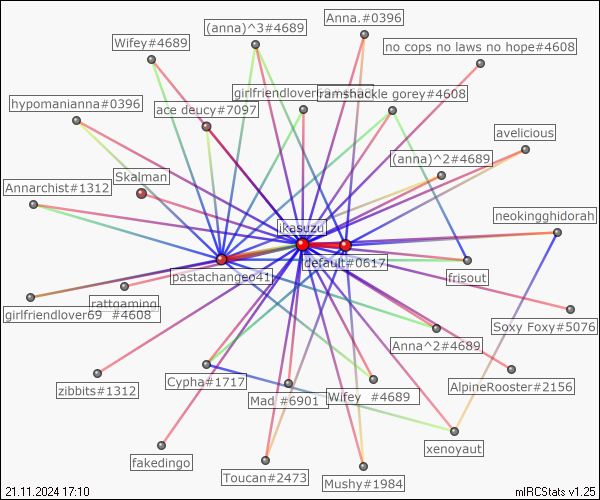 Anna.#0396
(anna)^3#4689
Wifey#4689
no cops no laws no hope#4608
girlfriendlover
ramshackle gorey#4608
hypomanianna#0396
ace deucy#7097
avelicious
(anna)^2#4689
Skalman
Annarchist#1312
neokingghidorah
ikasuzu
default#0617
pastachangeo41
frisout
rattgaming
girlfriendlover69 #4608
Soxy Foxy#5076
Anna^2#4689
zibbits#1312
Cypha#1717
AlpineRooster#2156
Mad #6901
Wifey #4689
xenoyaut
fakedingo
Toucan#2473
Mushy#1984
21.11.2024 17:10
mIRCStats v1.25